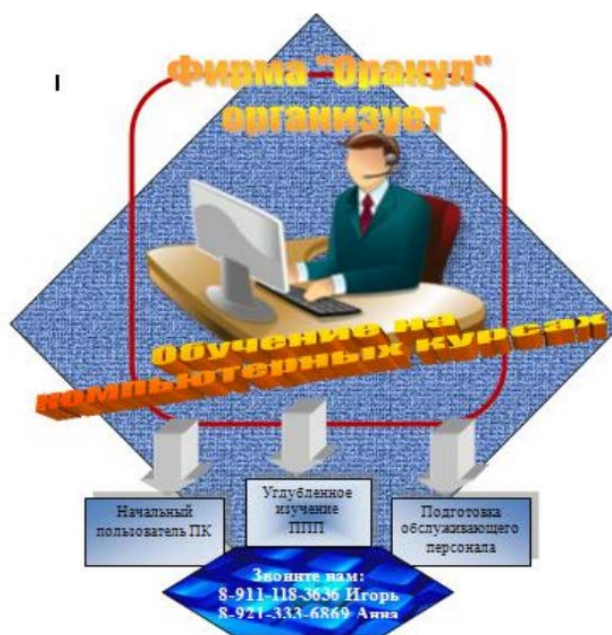 I
Фирма "Оракул"
организует
Обучение на
компьютерных курсах
Начальный
пользователь ПК
Углубленное
изучение
ППП
Подготовка
обслуживающего
персонала
Звоните нам:
8-911-118-3636 Игорь
8-921-333-6869 Анна